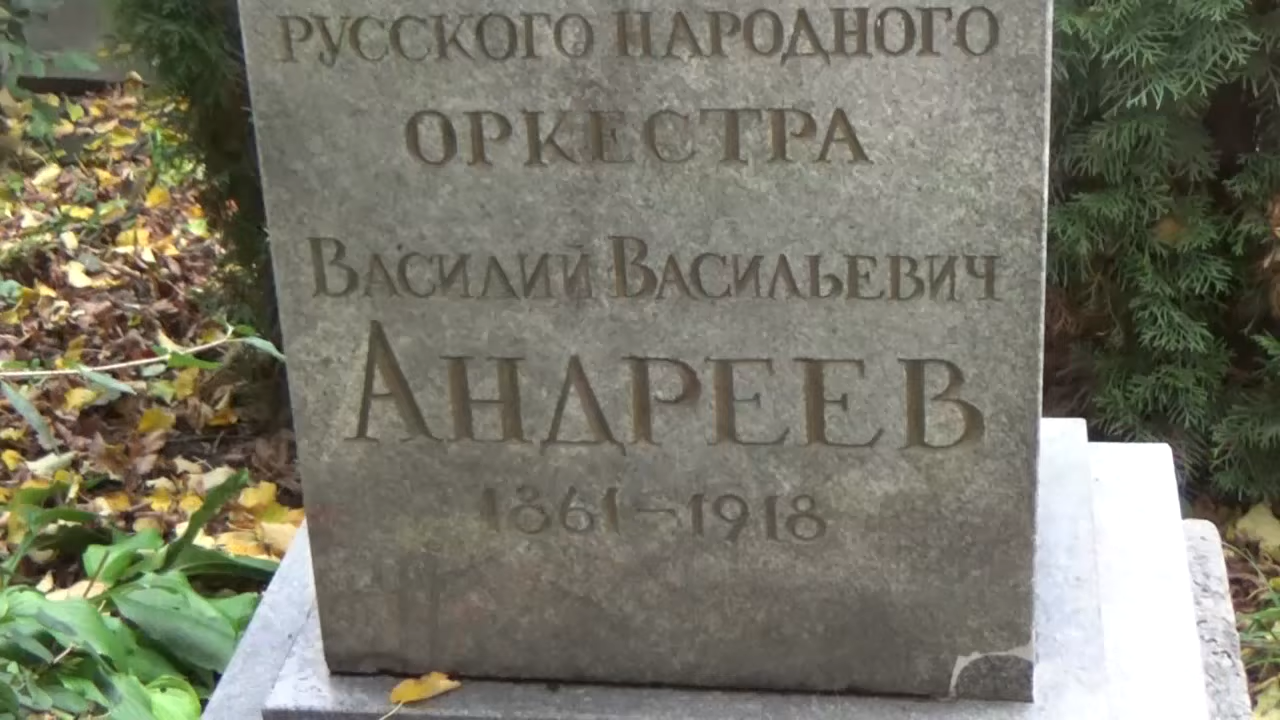 РУССКОГО НАРОДНОГО
ОРКЕСТРА
ВАСИЛИЙ ВАСИЛЬЕВИЧ
АНДРЕЕВ
1861-1918